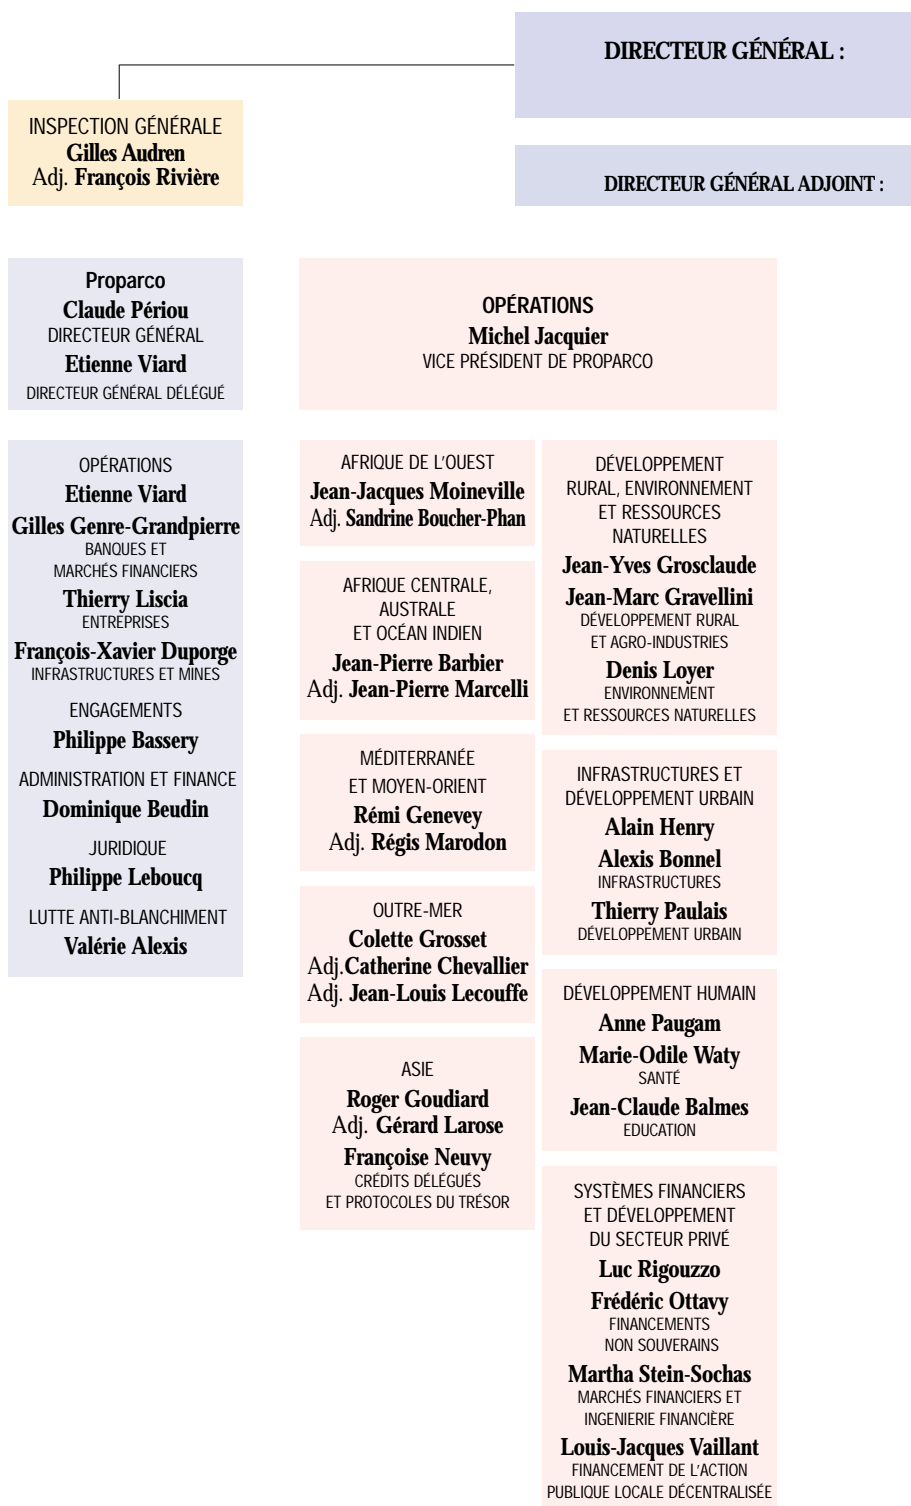 DIRECTEUR GÉNÉRAL :
INSPECTION GÉNÉRALE
Gilles Audren
Adj. François Rivière
DIRECTEUR GÉNÉRAL ADJOINT :
Proparco
Claude Périou
DIRECTEUR GÉNÉRAL
Etienne Viard
DIRECTEUR GÉNÉRAL DÉLÉGUÉ
OPÉRATIONS
Michel Jacquier
VICE PRÉSIDENT DE PROPARCO
OPÉRATIONS
Etienne Viard
Gilles Genre-Grandpierre
BANQUES ET
MARCHÉS FINANCIERS
Thierry Liscia
ENTREPRISES
François-Xavier Duporge
INFRASTRUCTURES ET MINES
ENGAGEMENTS
Philippe Bassery
ADMINISTRATION ET FINANCE
Dominique Beudin
JURIDIQUE
Philippe Leboucq
LUTTE ANTI-BLANCHIMENT
Valérie Alexis
AFRIQUE DE L'OUEST
Jean-Jacques Moineville
Adj. Sandrine Boucher-Phan
AFRIQUE CENTRALE,
AUSTRALE
ET OCÉAN INDIEN
Jean-Pierre Barbier
Adj. Jean-Pierre Marcelli
MÉDITERRANÉE
ET MOYEN-ORIENT
Rémi Genevey
Adj. Régis Marodon
OUTRE-MER
Colette Grosset
Adj.Catherine Chevallier
Adj. Jean-Louis Lecouffe
ASIE
Roger Goudiard
Adj. Gérard Larose
Françoise Neuvy
CRÉDITS DÉLÉGUÉS
ET PROTOCOLES DU TRÉSOR
DÉVELOPPEMENT
RURAL, ENVIRONNEMENT
ET RESSOURCES
NATURELLES
Jean-Yves Grosclaude
Jean-Marc Gravellini
DÉVELOPPEMENT RURAL
ET AGRO-INDUSTRIES
Denis Loyer
ENVIRONNEMENT
ET RESSOURCES NATURELLES
INFRASTRUCTURES ET
DÉVELOPPEMENT URBAIN
Alain Henry
Alexis Bonnel
INFRASTRUCTURES
Thierry Paulais
DÉVELOPPEMENT URBAIN
DÉVELOPPEMENT HUMAIN
Anne Paugam
Marie-Odile Waty
SANTÉ
Jean-Claude Balmes
EDUCATION
SYSTÈMES FINANCIERS
ET DÉVELOPPEMENT
DU SECTEUR PRIVÉ
Luc Rigouzzo
Frédéric Ottavy
FINANCEMENTS
NON SOUVERAINS
Martha Stein-Sochas
MARCHÉS FINANCIERS ET
INGENIERIE FINANCIÈRE
Louis-Jacques Vaillant
FINANCEMENT DE L'ACTION
PUBLIQUE LOCALE DÉCENTRALISÉE